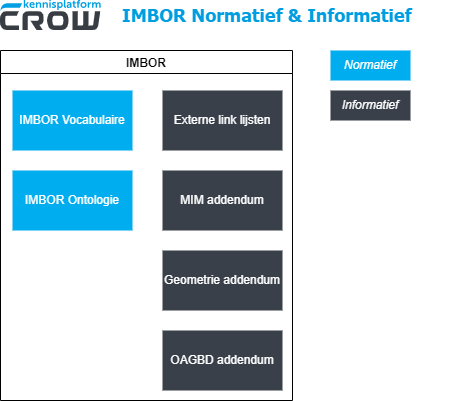 kennisplatform
CROW
IMBOR Normatief & Informatief
IMBOR
Normatief
Informatief
IMBOR Vocabulaire
Externe link lijsten
IMBOR Ontologie
MIM addendum
Geometrie addendum
OAGBD addendum